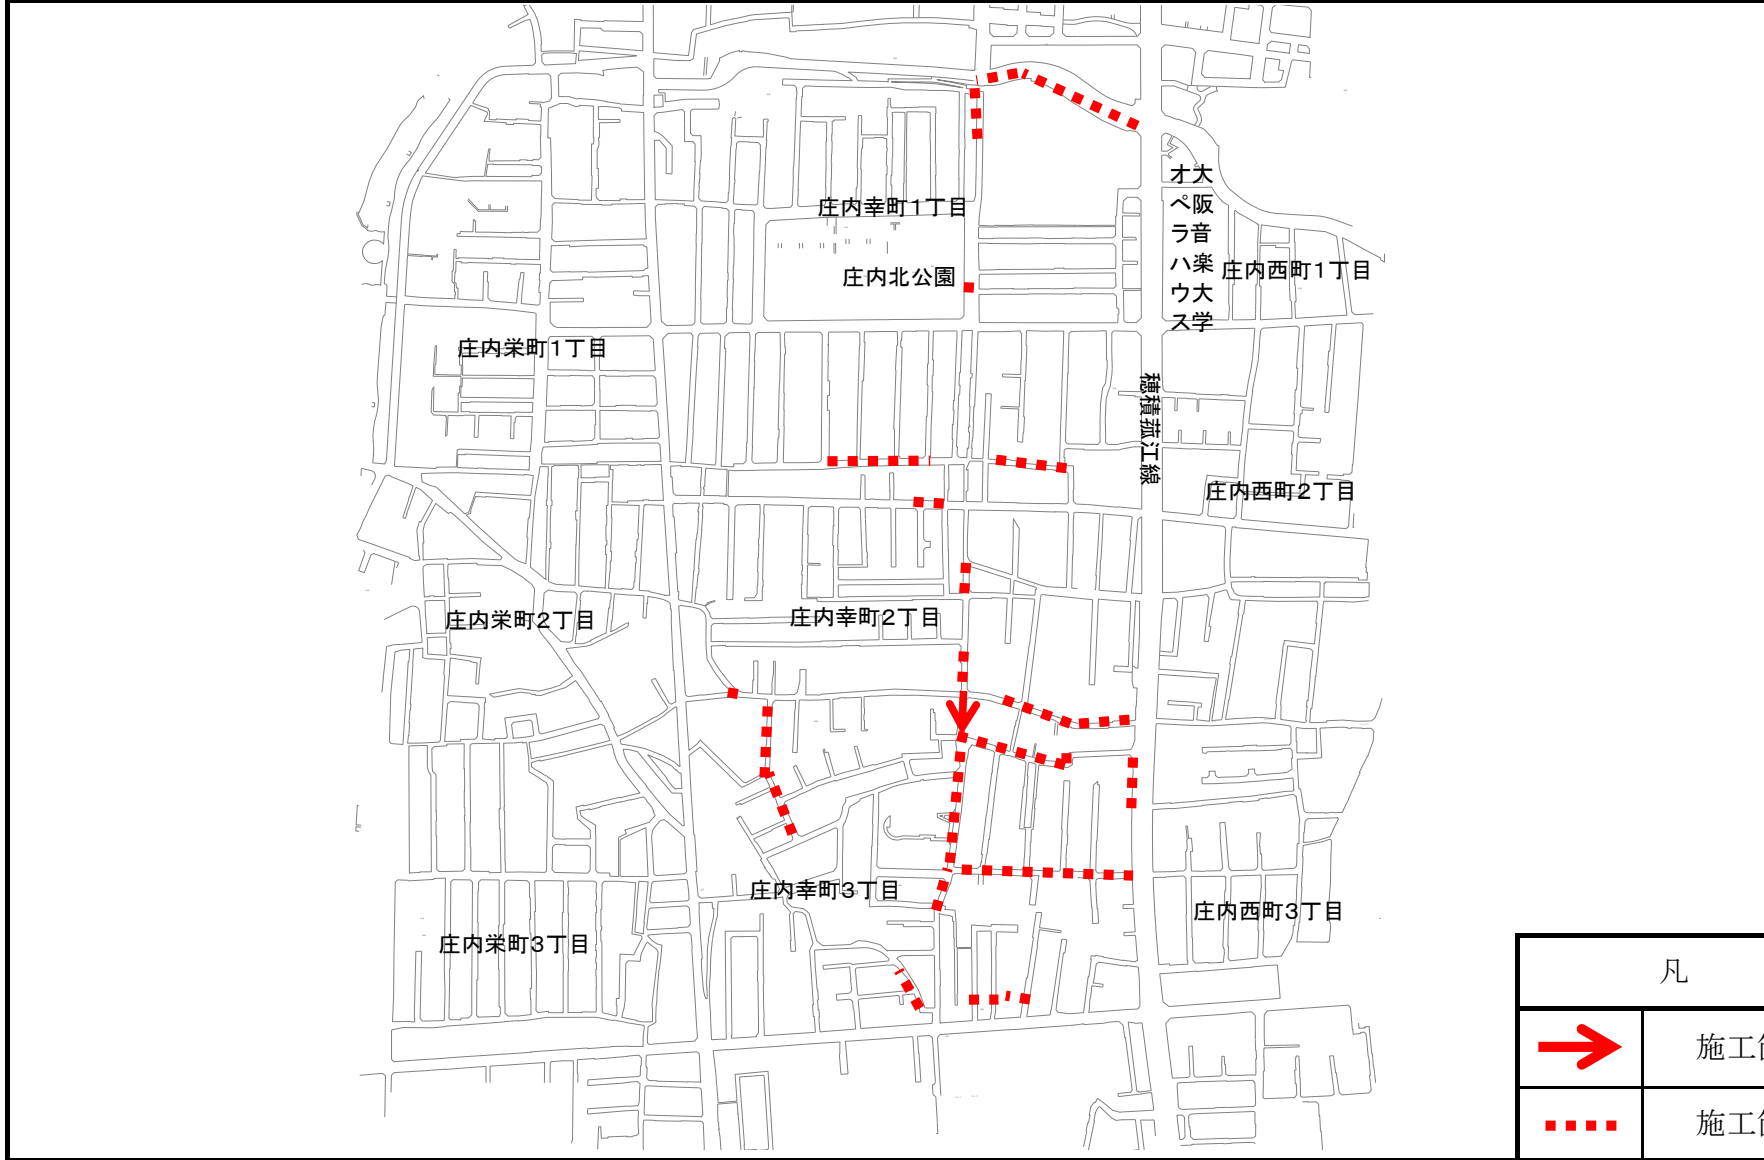 大阪音楽大学
オペラハウス
庄内幸町1丁目
庄内北公園
庄内西町1丁目
庄内栄町1丁目
穂積菰江線
庄内西町2丁目
庄内栄町2丁目
庄内幸町2丁目
庄内幸町3丁目
庄内西町3丁目
庄内栄町3丁目
凡
施工
施工